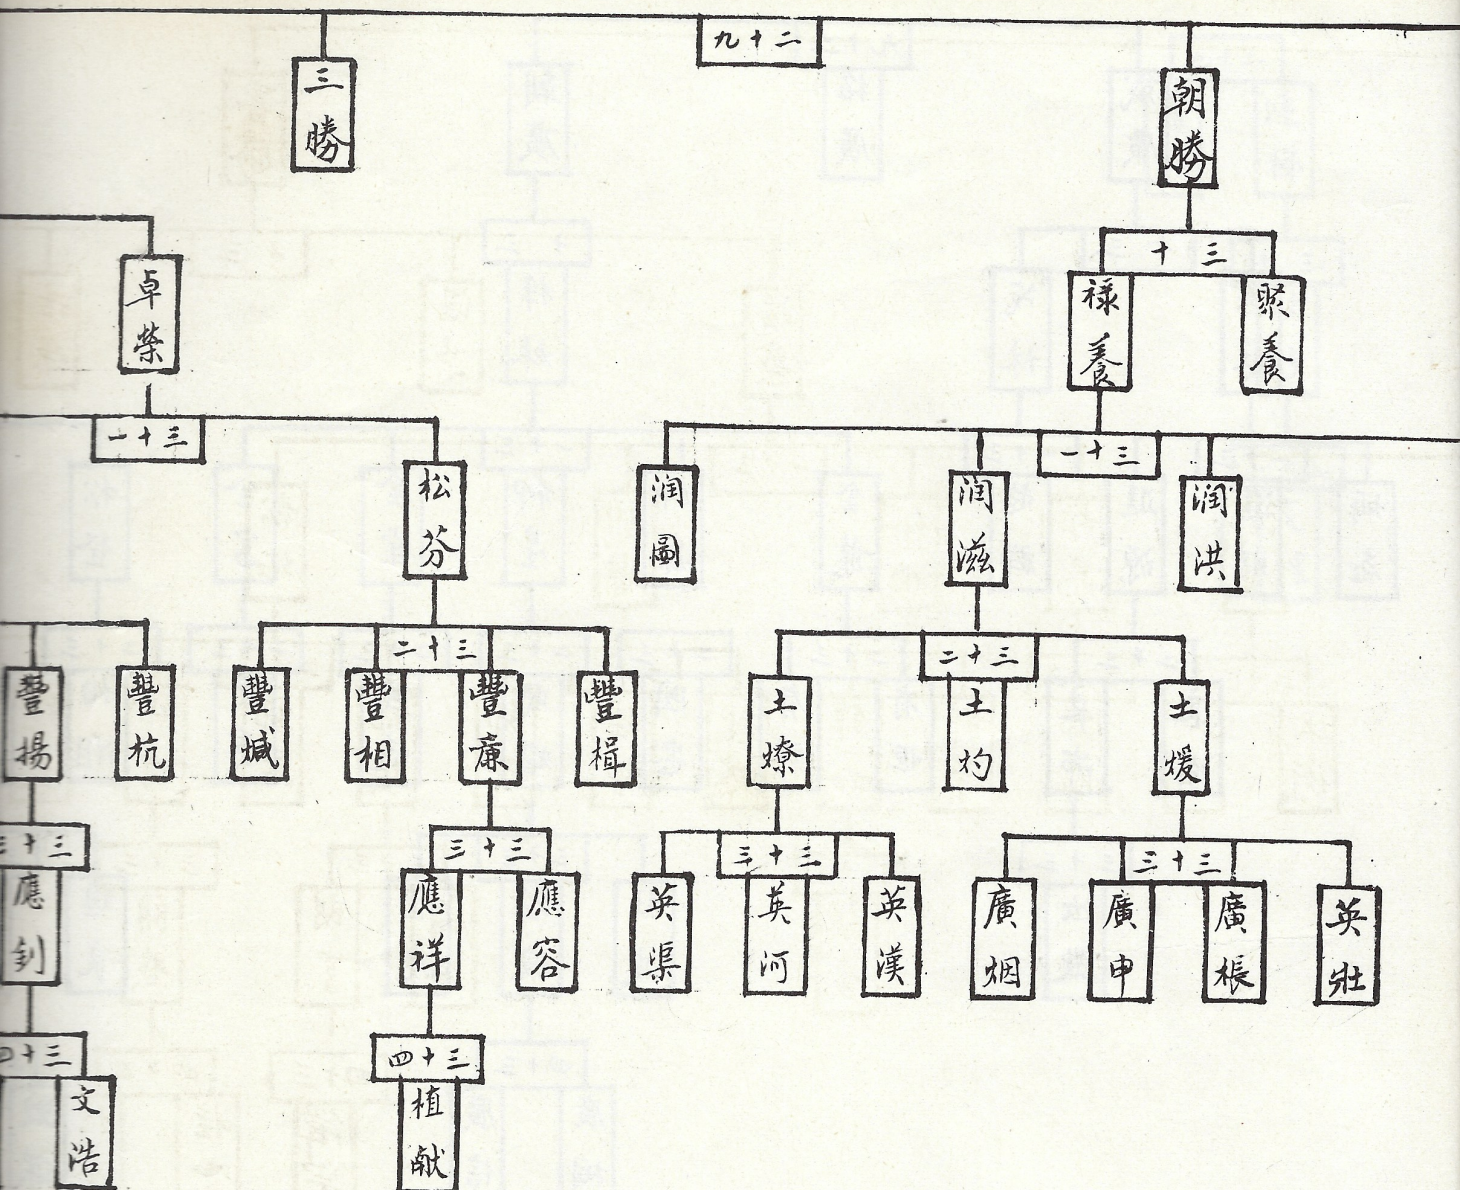 九十二
三勝
朝勝
十三
卓榮
禄養
聚養
一十三
一十三
松芬
润圖
润滋
润洪
二十三
二十三
豐揚
豐杭
豐煘
豐相
豐廉
豐楫
土燎
土灼
土煖
三十三
三十三
三十三
三十三
應釗
應祥
應容
英渠
英河
英漢
廣烟
廣申
廣根
英壯
四十三
四十三
文浩
植猷